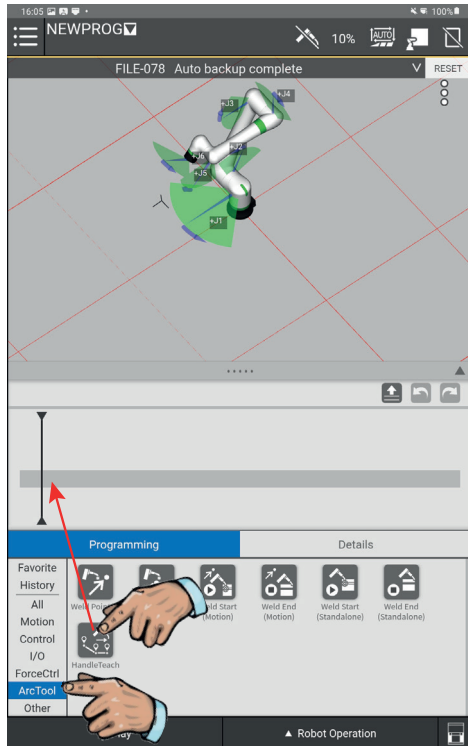 16:05
100%
NEWPROG
10%
AUTO
FILE-078 Auto backup complete
RESET
+J4
+J3
+J2
+J6
+J5
+J1
Programming
Details
Favorite
History
All
Motion
Control
I/O
ForceCtrl
ArcTool
Other
Weld Start
(Motion)
Weld End
(Motion)
Weld Start
(Standalone)
Weld End
(Standalone)
HandleTeach
Robot Operation